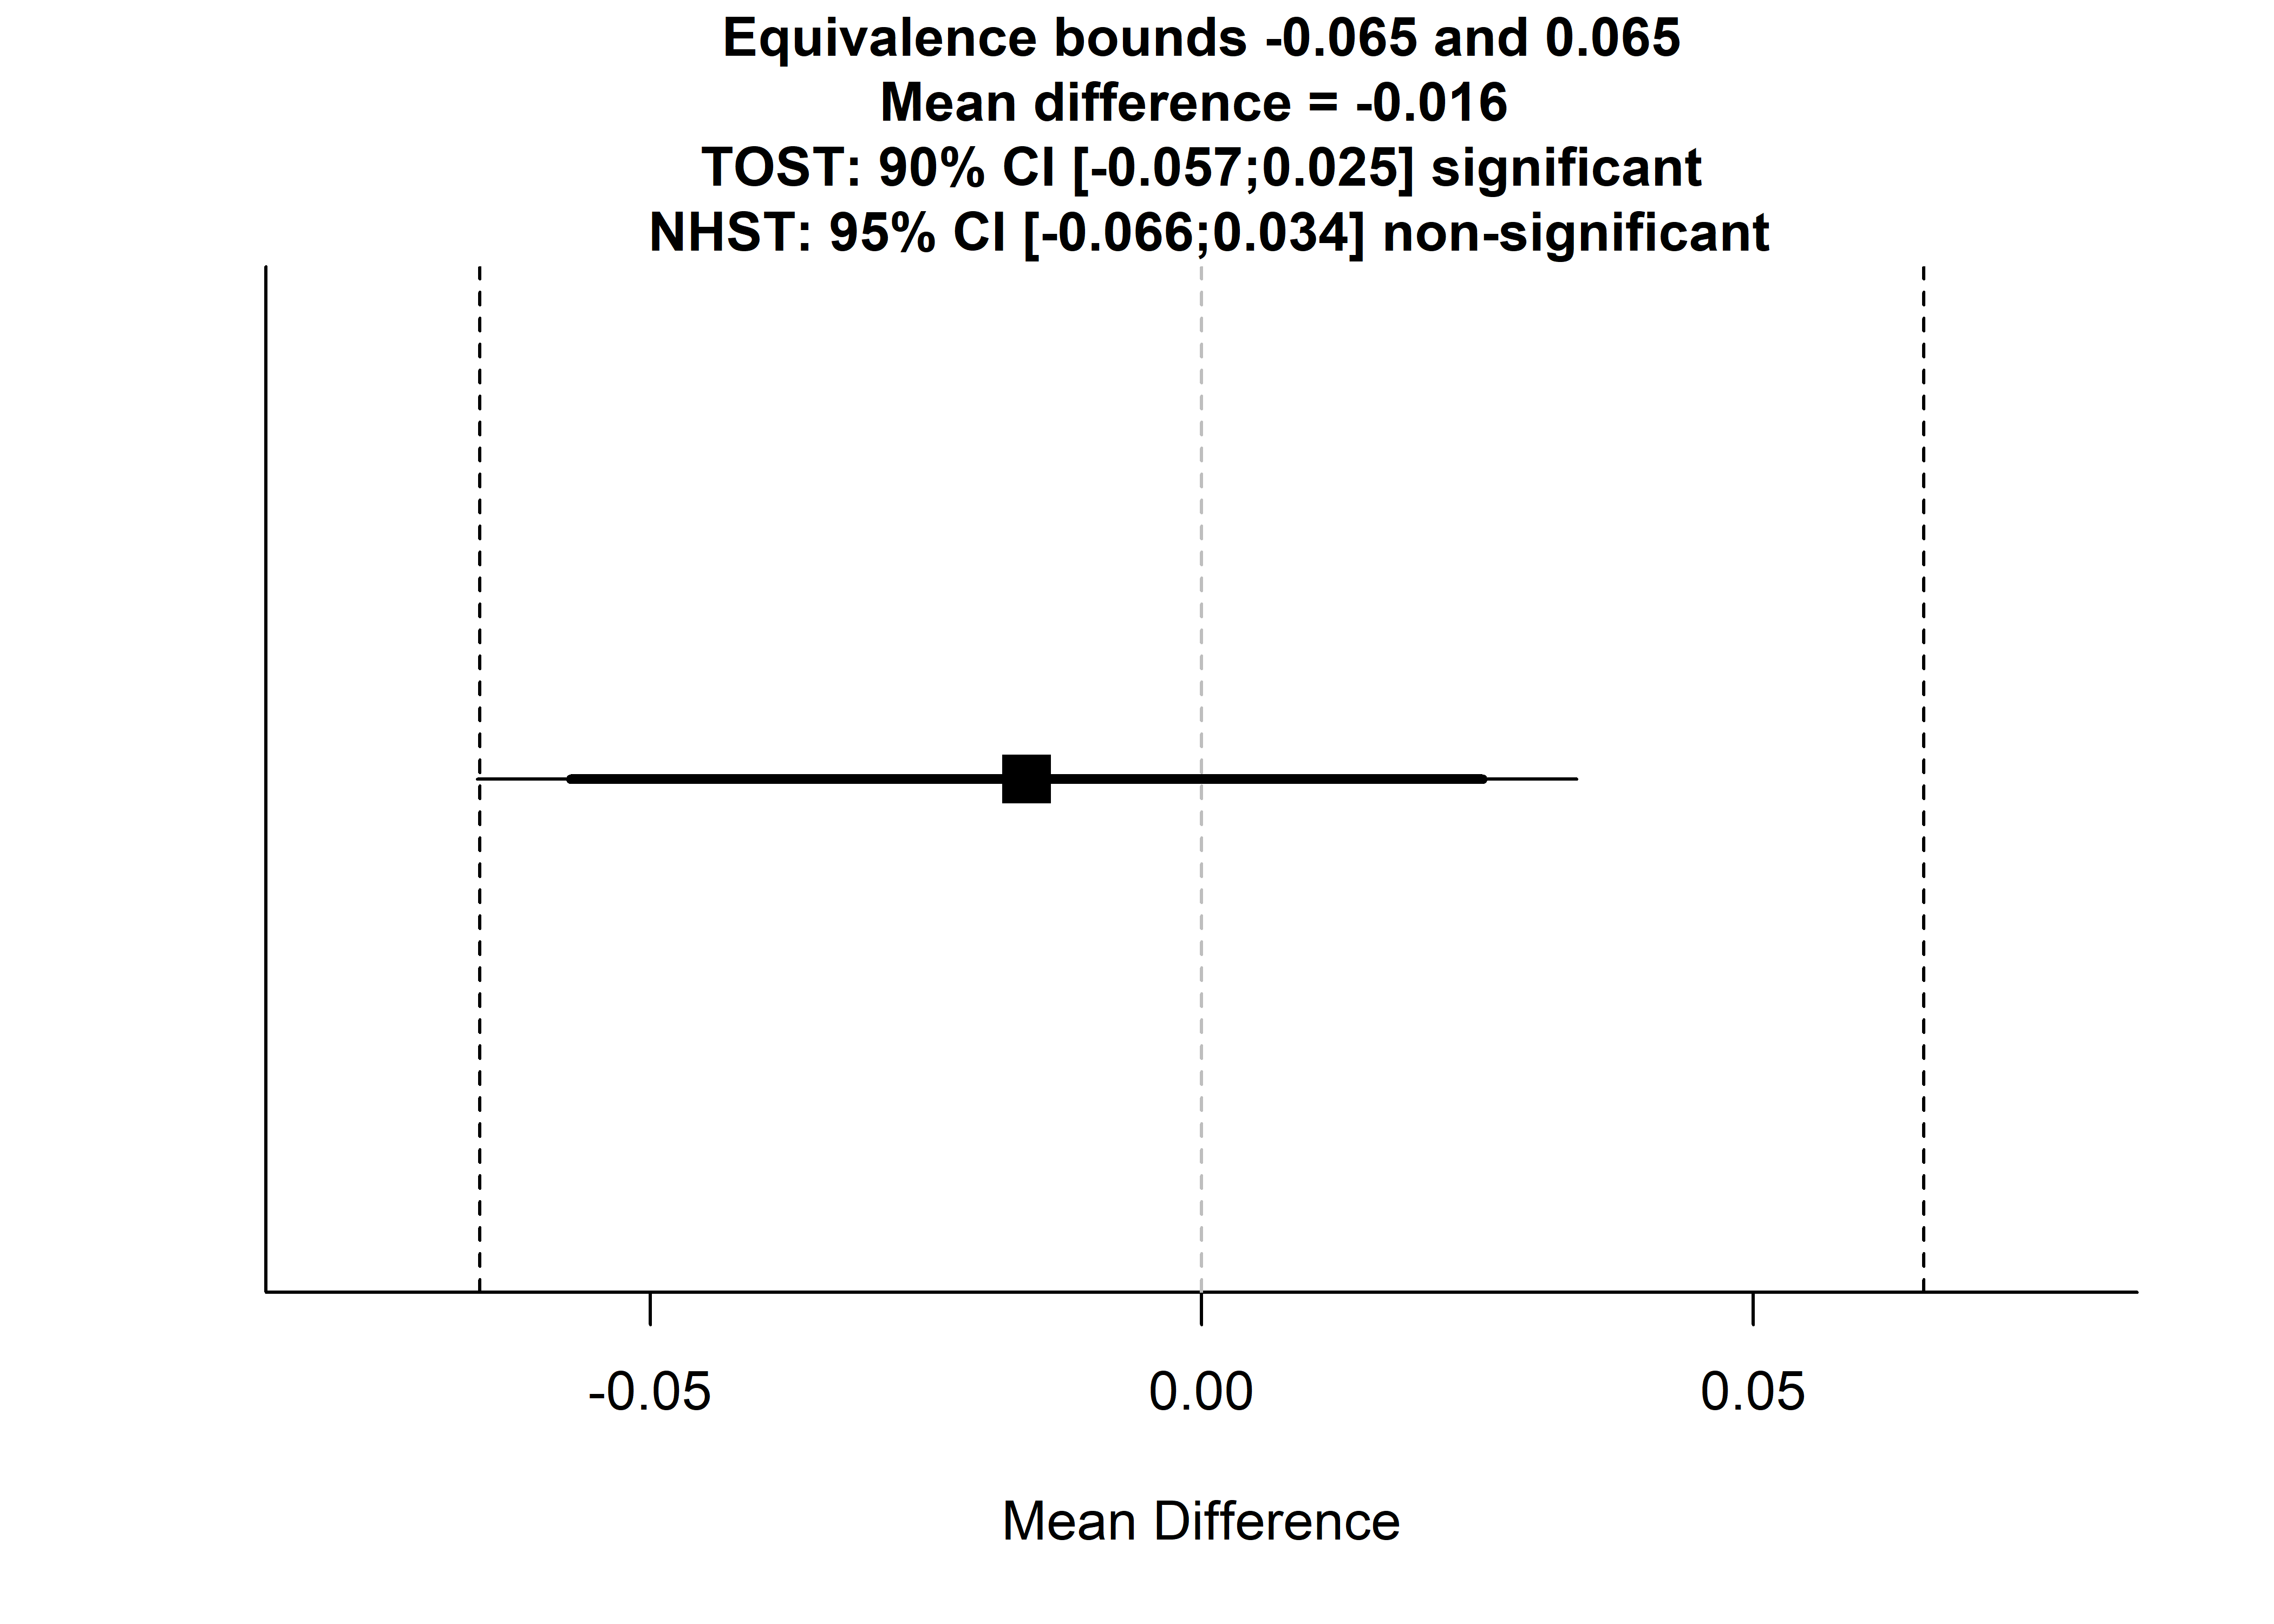 Equivalence bounds -0.065 and 0.065
Mean difference = -0.016
TOST: 90% CI [-0.057;0.025] significant
NHST: 95% CI [-0.066;0.034] non-significant
-0.05 0.00 0.05
Mean Difference